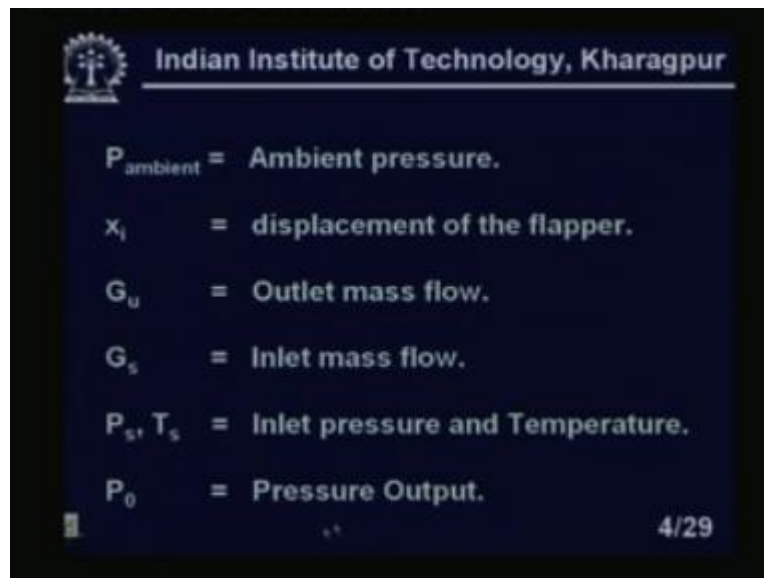 Indian Institute of Technology, Kharagpur
P_ambient = Ambient pressure.
x_i = displacement of the flapper.
G_u = Outlet mass flow.
G_s = Inlet mass flow.
P_s, T_s = Inlet pressure and Temperature.
P_0 = Pressure Output.
4/29